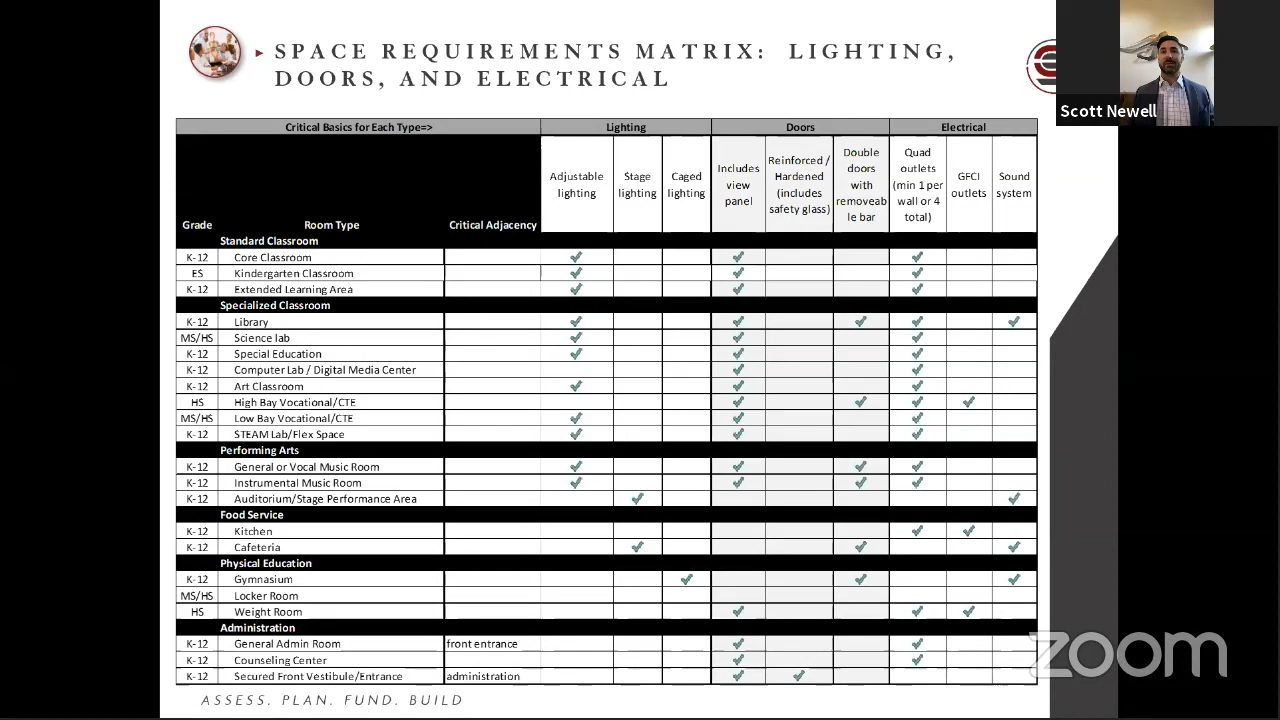 SPACE REQUIREMENTS MATRIX: LIGHTING,
DOORS, AND ELECTRICAL
Scott Newell
Critical Basics for Each Type=> Lighting Doors Electrical
Grade Room Type Critical Adjacency Adjustable lighting Stage lighting Caged lighting Includes view panel Reinforced / Hardened (includes safety glass) Double doors with removeable bar Quad outlets (min 1 per wall or 4 total) GFCI outlets Sound system
Standard Classroom
K-12 Core Classroom
ES Kindergarten Classroom
K-12 Extended Learning Area
Specialized Classroom
K-12 Library
MS/HS Science lab
K-12 Special Education
K-12 Computer Lab / Digital Media Center
K-12 Art Classroom
HS High Bay Vocational/CTE
MS/HS Low Bay Vocational/CTE
K-12 STEAM Lab/Flex Space
Performing Arts
K-12 General or Vocal Music Room
K-12 Instrumental Music Room
K-12 Auditorium/Stage Performance Area
Food Service
K-12 Kitchen
K-12 Cafeteria
Physical Education
K-12 Gymnasium
MS/HS Locker Room
HS Weight Room
Administration
K-12 General Admin Room front entrance
K-12 Counseling Center
K-12 Secured Front Vestibule/Entrance administration
ASSESS. PLAN. FUND. BUILD
zoom